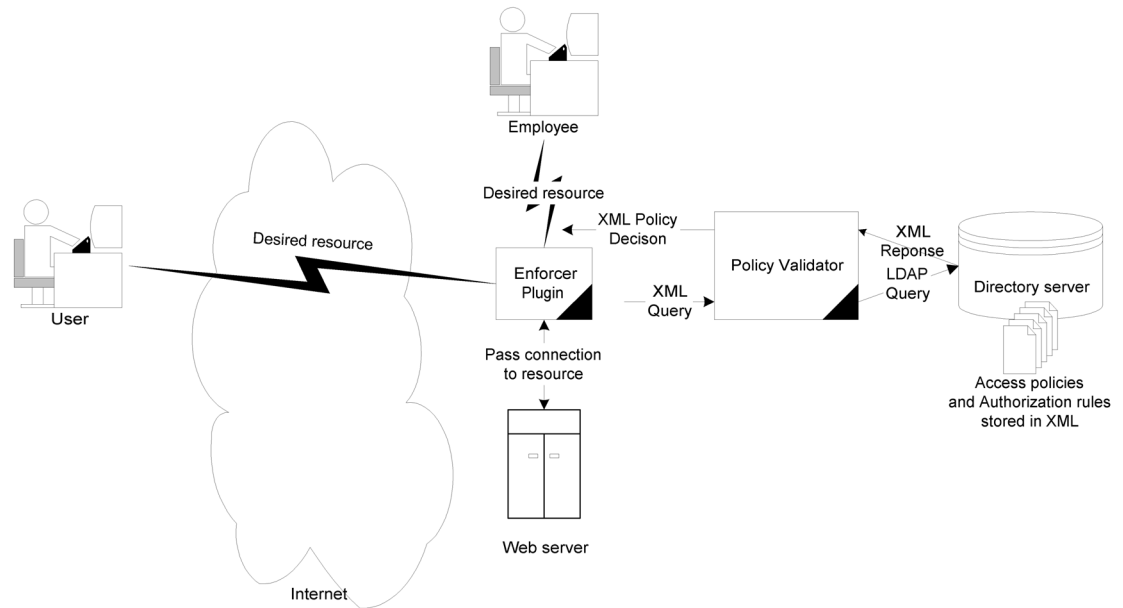 Employee
Desired resource
User
Desired resource
Internet
Enforcer
Plugin
XML Policy
Decison
XML
Query
Policy Validator
XML
Reponse
LDAP
Query
Directory server
Access policies
and Authorization rules
stored in XML
Pass connection
to resource
Web server